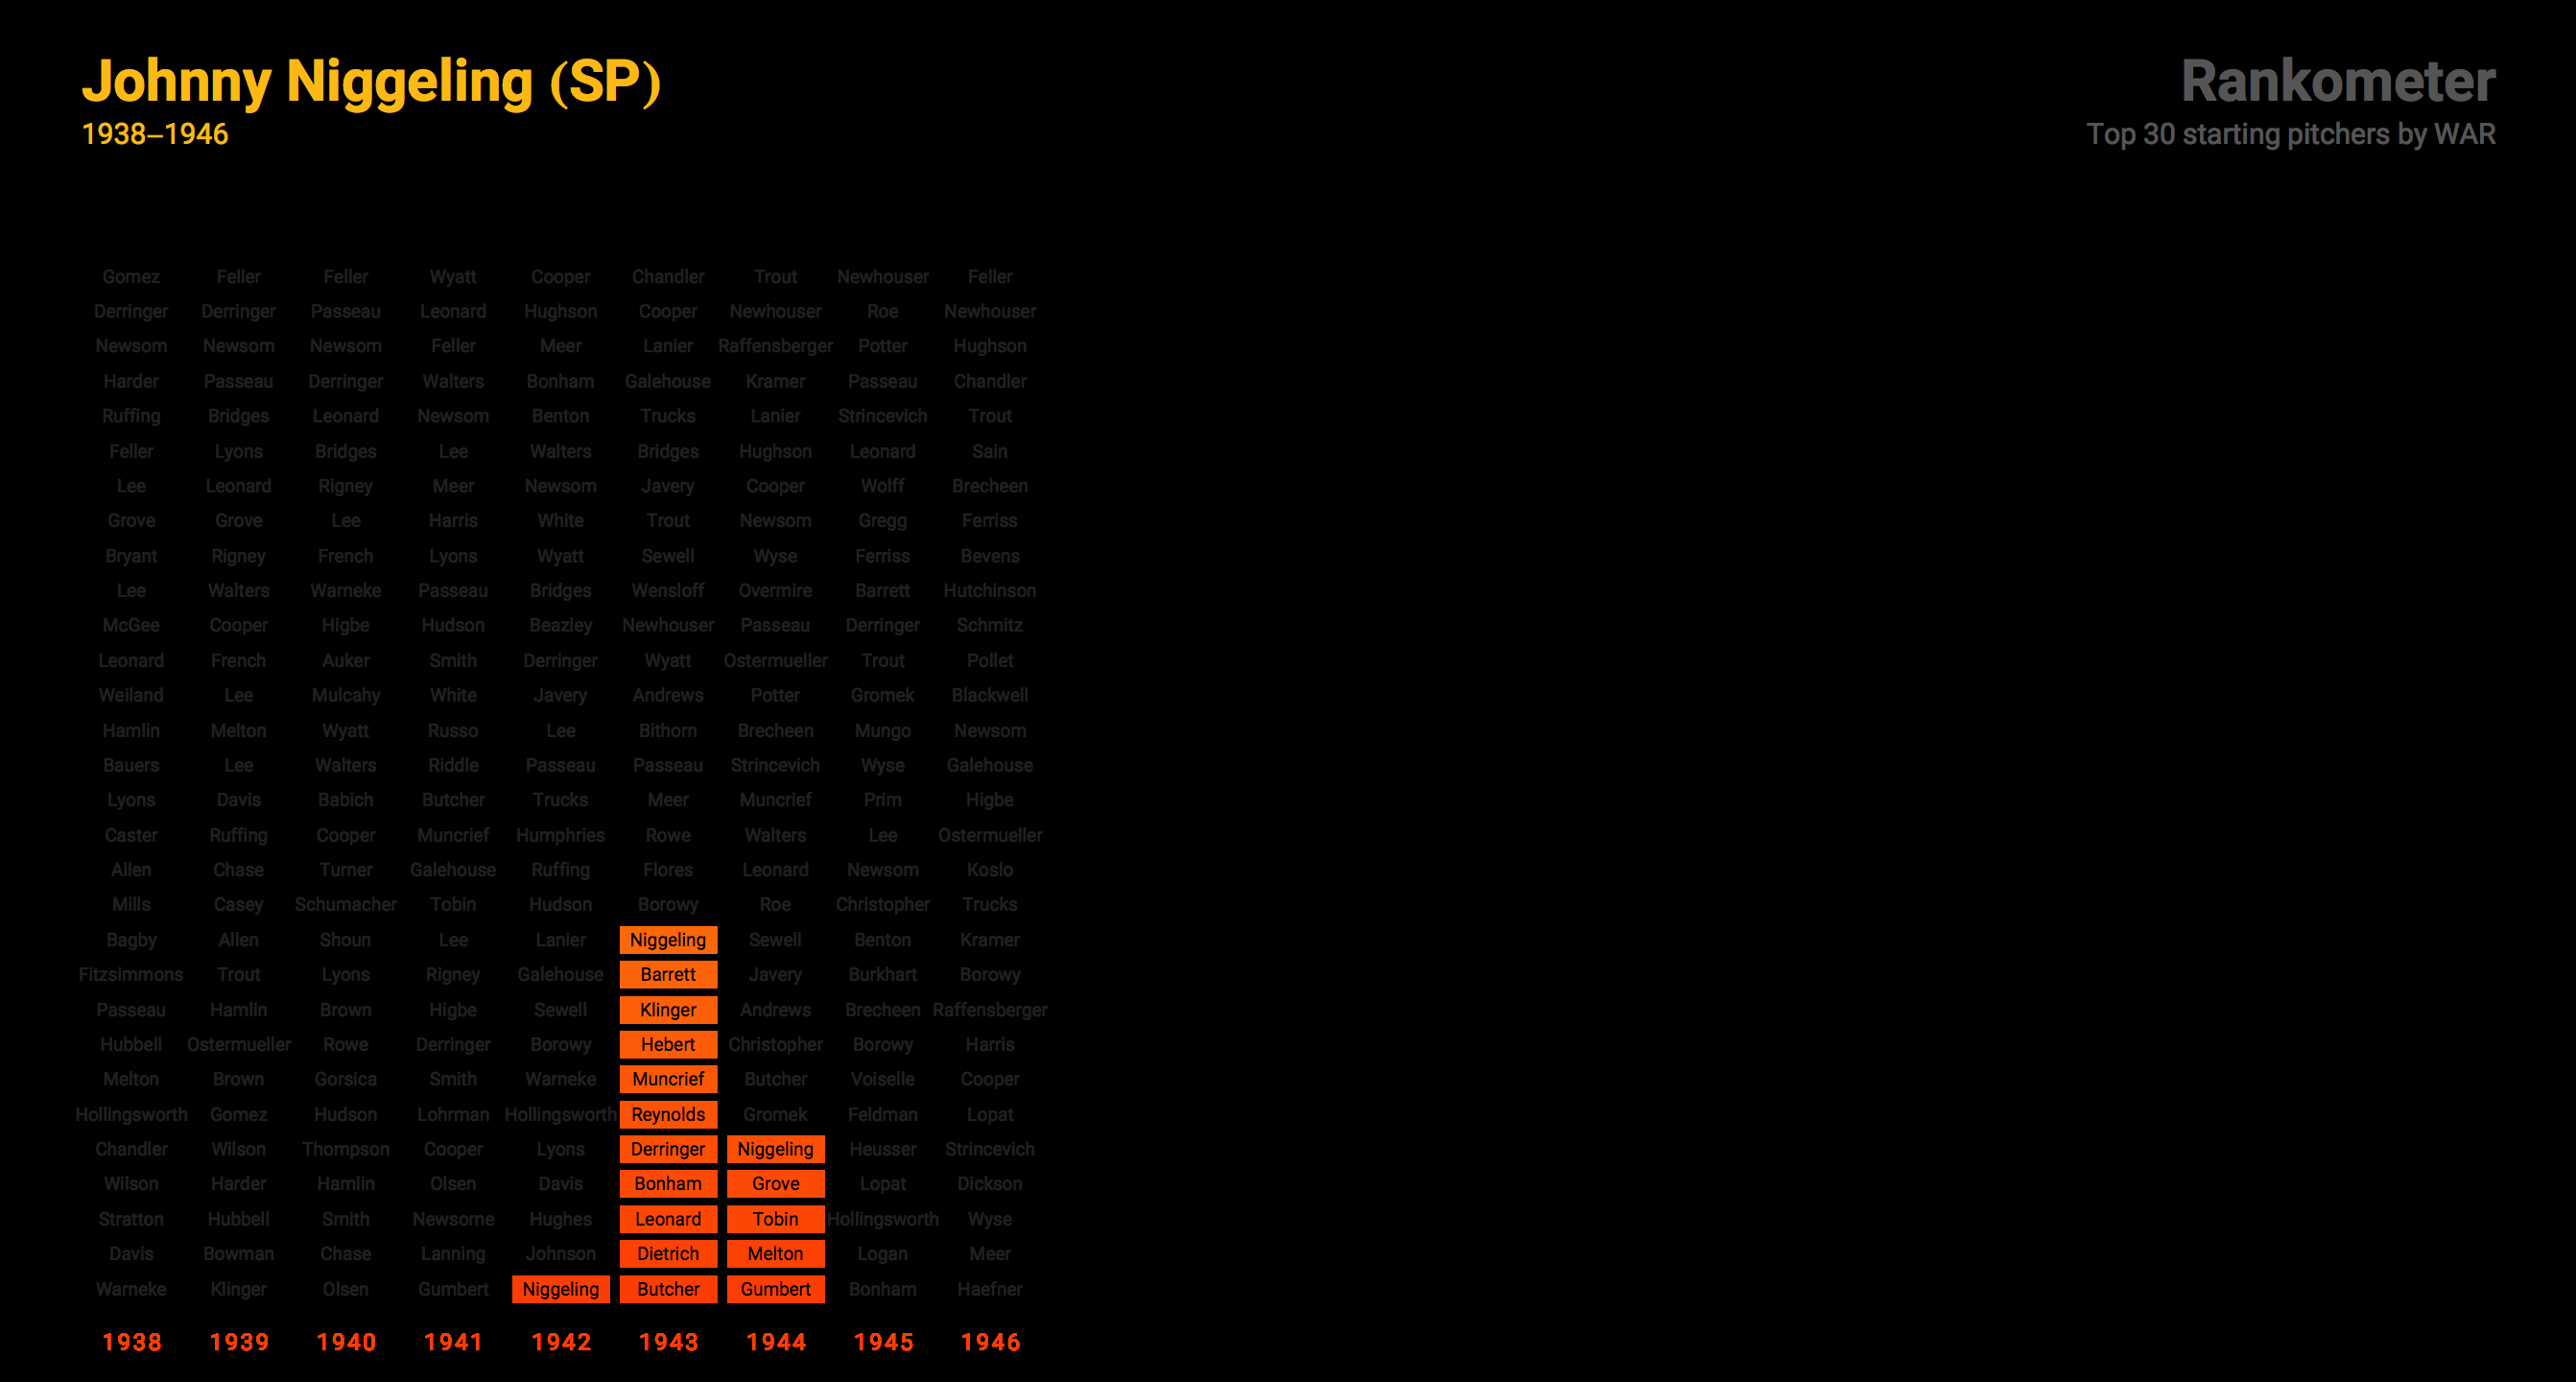 Johnny Niggeling (SP)
1938–1946
Rankometer
Top 30 starting pitchers by WAR
Gomez Feller Feller Wyatt Cooper Chandler Trout Newhouser Feller
Derringer Derringer Passeau Leonard Hughson Cooper Newhouser Roe Newhouser
Newsom Newsom Newsom Feller Meer Lanier Raffensberger Potter Hughson
Harder Passeau Derringer Walters Bonham Galehouse Kramer Passeau Chandler
Ruffing Bridges Leonard Newsom Benton Trucks Lanier Strincevich Trout
Feller Lyons Bridges Lee Walters Bridges Hughson Leonard Sain
Lee Leonard Rigney Meer Newsom Javery Cooper Wolff Brecheen
Grove Grove Lee Harris White Trout Newsom Gregg Ferriss
Bryant Rigney French Lyons Wyatt Sewell Wyse Ferriss Bevens
Lee Walters Warneke Passeau Bridges Wensloff Overmire Barrett Hutchinson
McGee Cooper Higbe Hudson Beazley Newhouser Passeau Derringer Schmitz
Leonard French Auker Smith Derringer Wyatt Ostermueller Trout Pollet
Weiland Lee Mulcahy White Javery Andrews Potter Gromek Blackwell
Hamlin Melton Wyatt Russo Lee Bithorn Brecheen Mungo Newsom
Bauers Lee Walters Riddle Passeau Passeau Strincevich Wyse Galehouse
Lyons Davis Babich Butcher Trucks Meer Muncrief Prim Higbe
Caster Ruffing Cooper Muncrief Humphries Rowe Walters Lee Ostermueller
Allen Chase Turner Galehouse Ruffing Flores Leonard Newsom Koslo
Mills Casey Schumacher Tobin Hudson Borowy Roe Christopher Trucks
Bagby Allen Shoun Lee Lanier Niggeling Sewell Benton Kramer
Fitzsimmons Trout Lyons Rigney Galehouse Barrett Javery Burkhart Borowy
Passeau Hamlin Brown Higbe Sewell Klinger Andrews Brecheen Raffensberger
Hubbell Ostermueller Rowe Derringer Borowy Hebert Christopher Borowy Harris
Melton Brown Gorsica Smith Warneke Muncrief Butcher Voiselle Cooper
Hollingsworth Gomez Hudson Lohrman Hollingsworth Reynolds Gromek Feldman Lopat
Chandler Wilson Thompson Cooper Lyons Derringer Niggeling Heusser Strincevich
Wilson Harder Hamlin Olsen Davis Bonham Grove Lopat Dickson
Stratton Hubbell Smith Newsome Hughes Leonard Tobin Hollingsworth Wyse
Davis Bowman Chase Lanning Johnson Dietrich Melton Logan Meer
Warneke Klinger Olsen Gumbert Niggeling Butcher Gumbert Bonham Haefner
1938 1939 1940 1941 1942 1943 1944 1945 1946